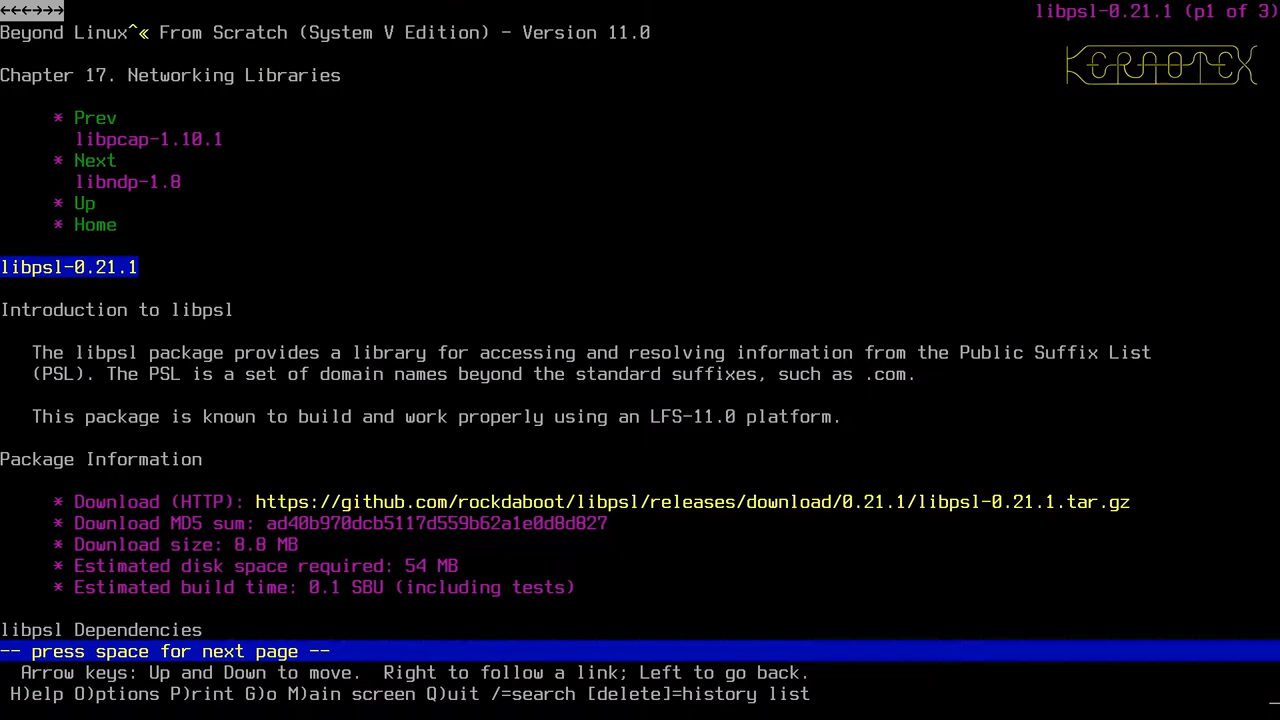 ←←←→→→ libpsl-0.21.1 (p1 of 3)
Beyond Linux^« From Scratch (System V Edition) - Version 11.0
KERAOTEX
Chapter 17. Networking Libraries
* Prev
libpcap-1.10.1
* Next
libndp-1.8
* Up
* Home
libpsl-0.21.1
Introduction to libpsl
The libpsl package provides a library for accessing and resolving information from the Public Suffix List
(PSL). The PSL is a set of domain names beyond the standard suffixes, such as .com.
This package is known to build and work properly using an LFS-11.0 platform.
Package Information
* Download (HTTP): https://github.com/rockdaboot/libpsl/releases/download/0.21.1/libpsl-0.21.1.tar.gz
* Download MD5 sum: ad40b970dcb5117d559b62a1e0d8d827
* Download size: 8.8 MB
* Estimated disk space required: 54 MB
* Estimated build time: 0.1 SBU (including tests)
libpsl Dependencies
-- press space for next page --
Arrow keys: Up and Down to move.  Right to follow a link; Left to go back.
H)elp O)ptions P)rint G)o M)ain screen Q)uit /=search [delete]=history list